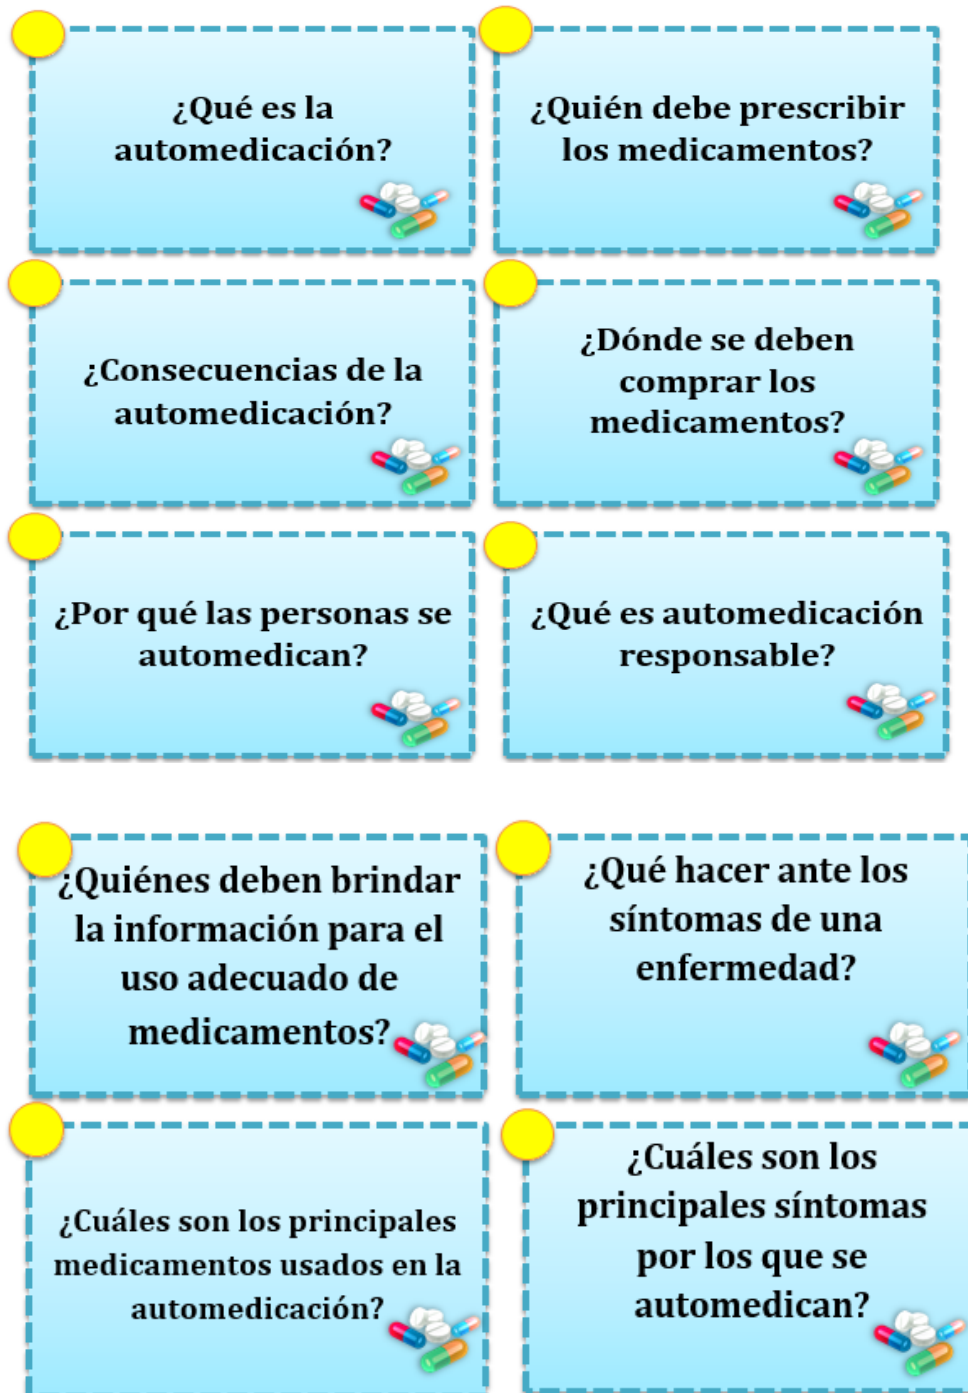 ¿Qué es la
automedicación?
¿Quién debe prescribir
los medicamentos?
¿Consecuencias de la
automedicación?
¿Dónde se deben
comprar los
medicamentos?
¿Por qué las personas se
automedican?
¿Qué es automedicación
responsable?
¿Quiénes deben brindar
la información para el
uso adecuado de
medicamentos?
¿Qué hacer ante los
síntomas de una
enfermedad?
¿Cuáles son los principales
medicamentos usados en la
automedicación?
¿Cuáles son los
principales síntomas
por los que se
automedican?